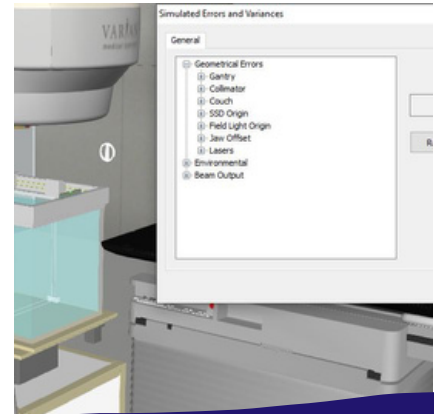 Simulated Errors and Variances
General
Geometrical Errors
Gantry
Collimator
Couch
SSD Origin
Field Light Origin
Jaw Offset
Lasers
Environmental
Beam Output
VARIAN
medical